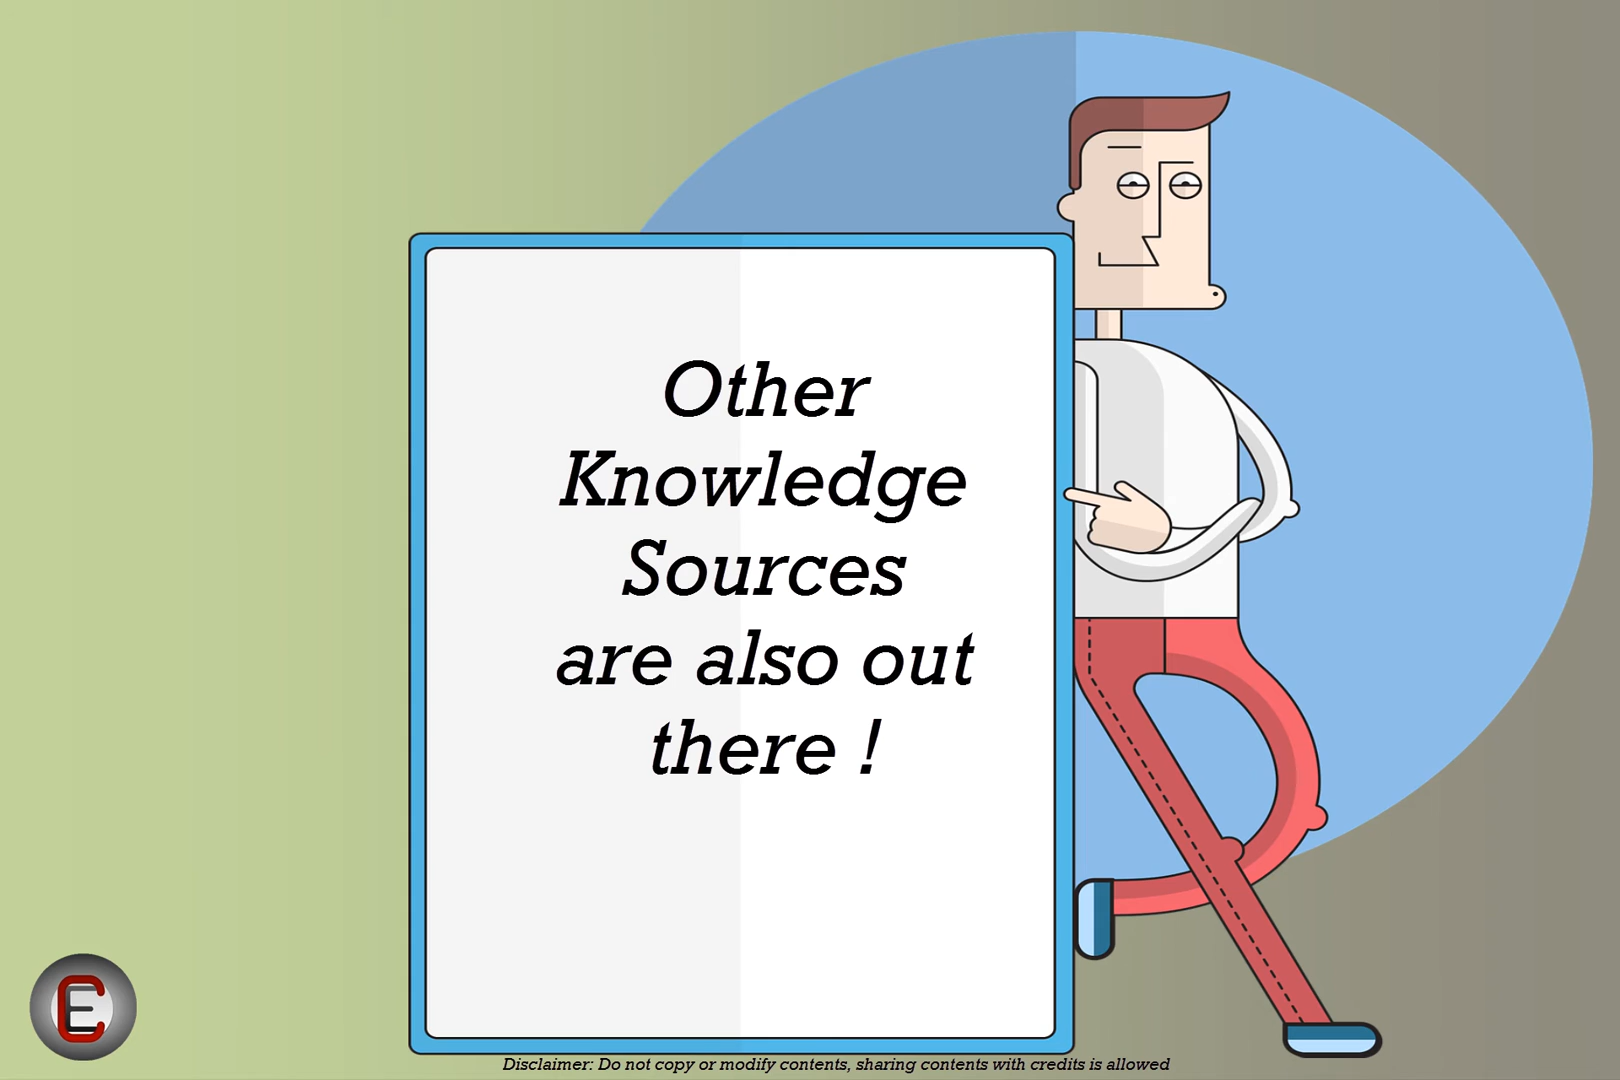 Other
Knowledge
Sources
are also out
there !
CE
Disclaimer: Do not copy or modify contents, sharing contents with credits is allowed